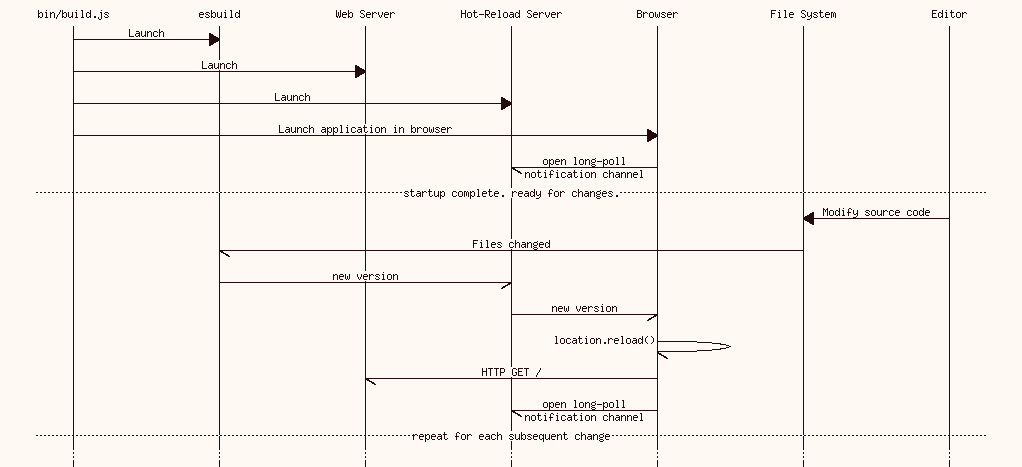 bin/build.js esbuild Web Server Hot-Reload Server Browser File System Editor
Launch
Launch
Launch
Launch application in browser
open long-poll
notification channel
startup complete. ready for changes.
Modify source code
Files changed
new version
new version
location.reload()
HTTP GET /
open long-poll
notification channel
repeat for each subsequent change